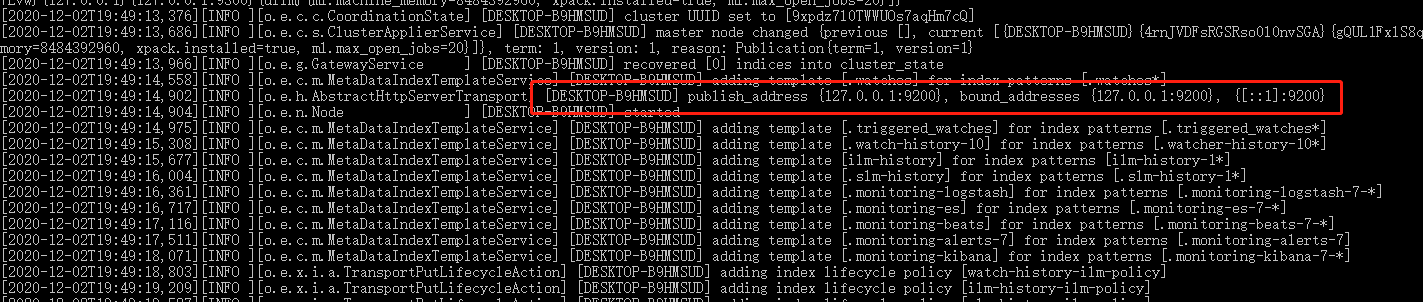 mory=8484392960, xpack.installed=true, ml.max_open_jobs=20}]}
[2020-12-02T19:49:13,376][INFO ][o.e.c.c.CoordinationState] [DESKTOP-B9HMSUD] cluster UUID set to [9xpdz710TWWUOs7aqHm7cQ]
[2020-12-02T19:49:13,686][INFO ][o.e.c.s.ClusterApplierService] [DESKTOP-B9HMSUD] master node changed {previous [], current [{DESKTOP-B9HMSUD}{4rnJVDFsRGSRso010nvSGA}{gQUL1Fx1S8q
mory=8484392960, xpack.installed=true, ml.max_open_jobs=20}]}, term: 1, version: 1, reason: Publication{term=1, version=1}
[2020-12-02T19:49:13,966][INFO ][o.e.g.GatewayService ] [DESKTOP-B9HMSUD] recovered [0] indices into cluster_state
[2020-12-02T19:49:14,558][INFO ][o.e.c.m.MetaDataIndexTemplateService] [DESKTOP-B9HMSUD] adding template [.watches] for index patterns [.watches*]
[2020-12-02T19:49:14,902][INFO ][o.e.h.AbstractHttpServerTransport] [DESKTOP-B9HMSUD] publish_address {127.0.0.1:9200}, bound_addresses {127.0.0.1:9200}, {[::1]:9200}
[2020-12-02T19:49:14,904][INFO ][o.e.n.Node ] [DESKTOP-B9HMSUD] started
[2020-12-02T19:49:14,975][INFO ][o.e.c.m.MetaDataIndexTemplateService] [DESKTOP-B9HMSUD] adding template [.triggered_watches] for index patterns [.triggered_watches*]
[2020-12-02T19:49:15,308][INFO ][o.e.c.m.MetaDataIndexTemplateService] [DESKTOP-B9HMSUD] adding template [.watch-history-10] for index patterns [.watcher-history-10*]
[2020-12-02T19:49:15,677][INFO ][o.e.c.m.MetaDataIndexTemplateService] [DESKTOP-B9HMSUD] adding template [ilm-history] for index patterns [ilm-history-1*]
[2020-12-02T19:49:16,004][INFO ][o.e.c.m.MetaDataIndexTemplateService] [DESKTOP-B9HMSUD] adding template [.slm-history] for index patterns [.slm-history-1*]
[2020-12-02T19:49:16,361][INFO ][o.e.c.m.MetaDataIndexTemplateService] [DESKTOP-B9HMSUD] adding template [.monitoring-logstash] for index patterns [.monitoring-logstash-7-*]
[2020-12-02T19:49:16,717][INFO ][o.e.c.m.MetaDataIndexTemplateService] [DESKTOP-B9HMSUD] adding template [.monitoring-es] for index patterns [.monitoring-es-7-*]
[2020-12-02T19:49:17,116][INFO ][o.e.c.m.MetaDataIndexTemplateService] [DESKTOP-B9HMSUD] adding template [.monitoring-beats] for index patterns [.monitoring-beats-7-*]
[2020-12-02T19:49:17,511][INFO ][o.e.c.m.MetaDataIndexTemplateService] [DESKTOP-B9HMSUD] adding template [.monitoring-alerts-7] for index patterns [.monitoring-alerts-7]
[2020-12-02T19:49:18,071][INFO ][o.e.c.m.MetaDataIndexTemplateService] [DESKTOP-B9HMSUD] adding template [.monitoring-kibana] for index patterns [.monitoring-kibana-7-*]
[2020-12-02T19:49:18,803][INFO ][o.e.x.i.a.TransportPutLifecycleAction] [DESKTOP-B9HMSUD] adding index lifecycle policy [watch-history-ilm-policy]
[2020-12-02T19:49:19,209][INFO ][o.e.x.i.a.TransportPutLifecycleAction] [DESKTOP-B9HMSUD] adding index lifecycle policy [ilm-history-ilm-policy]